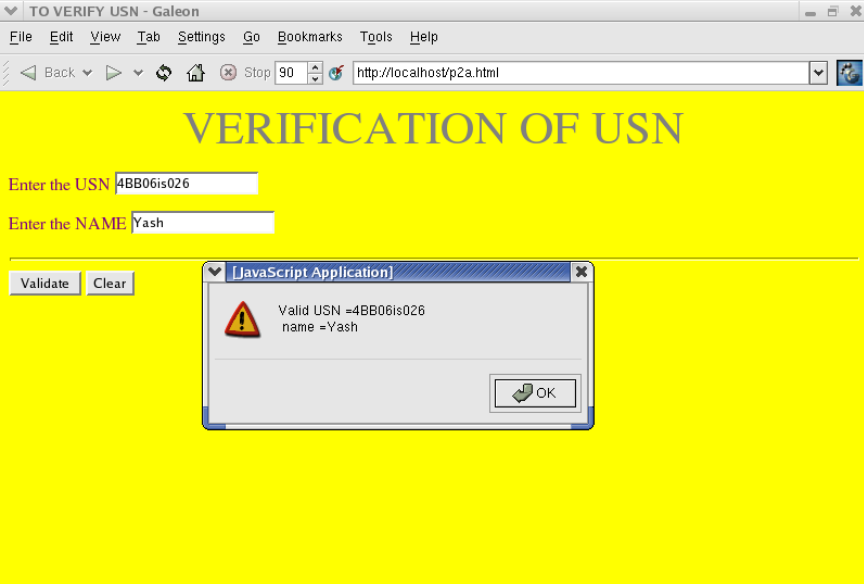 TO VERIFY USN - Galeon
File Edit View Tab Settings Go Bookmarks Tools Help
Back Stop 90 http://localhost/p2a.html
VERIFICATION OF USN
Enter the USN 4BB06is026
Enter the NAME Yash
Validate Clear
[JavaScript Application]
Valid USN =4BB06is026
name =Yash
OK